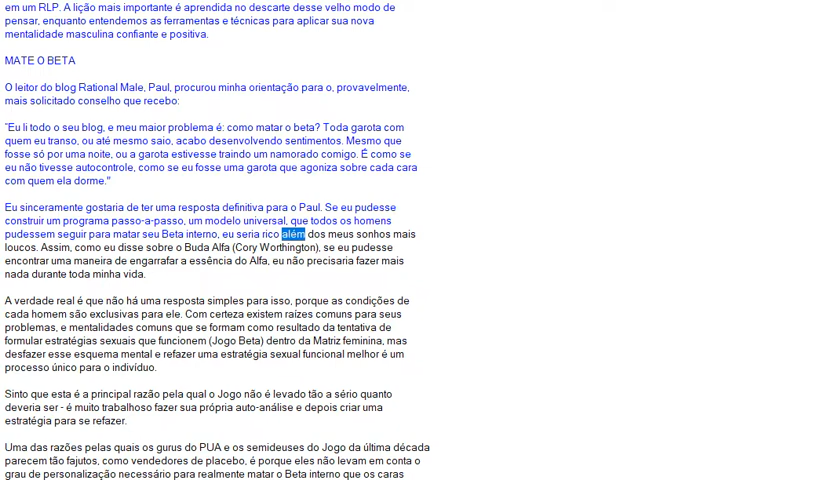 em um RLP. A lição mais importante é aprendida no descarte desse velho modo de
pensar, enquanto entendemos as ferramentas e técnicas para aplicar sua nova
mentalidade masculina confiante e positiva.
MATE O BETA
O leitor do blog Rational Male, Paul, procurou minha orientação para o, provavelmente,
mais solicitado conselho que recebo:
"Eu li todo o seu blog, e meu maior problema é: como matar o beta? Toda garota com
quem eu transo, ou até mesmo saio, acabo desenvolvendo sentimentos. Mesmo que
fosse só por uma noite, ou a garota estivesse traindo um namorado comigo. É como se
eu não tivesse autocontrole, como se eu fosse uma garota que agoniza sobre cada cara
com quem ela dorme."
Eu sinceramente gostaria de ter uma resposta definitiva para o Paul. Se eu pudesse
construir um programa passo-a-passo, um modelo universal, que todos os homens
pudessem seguir para matar seu Beta interno, eu seria rico além dos meus sonhos mais
loucos. Assim, como eu disse sobre o Buda Alfa (Cory Worthington), se eu pudesse
encontrar uma maneira de engarrafar a essência do Alfa, eu não precisaria fazer mais
nada durante toda minha vida.
A verdade real é que não há uma resposta simples para isso, porque as condições de
cada homem são exclusivas para ele. Com certeza existem raízes comuns para seus
problemas, e mentalidades comuns que se formam como resultado da tentativa de
formular estratégias sexuais que funcionem (Jogo Beta) dentro da Matriz feminina, mas
desfazer esse esquema mental e refazer uma estratégia sexual funcional melhor é um
processo único para o indivíduo.
Sinto que esta é a principal razão pela qual o Jogo não é levado tão a sério quanto
deveria ser - é muito trabalhoso fazer sua própria auto-análise e depois criar uma
estratégia para se refazer.
Uma das razões pelas quais os gurus do PUA e os semideuses do Jogo da última década
parecem tão fajutos, como vendedores de placebo, é porque eles não levam em conta o
grau de personalização necessário para realmente matar o Beta interno que os caras